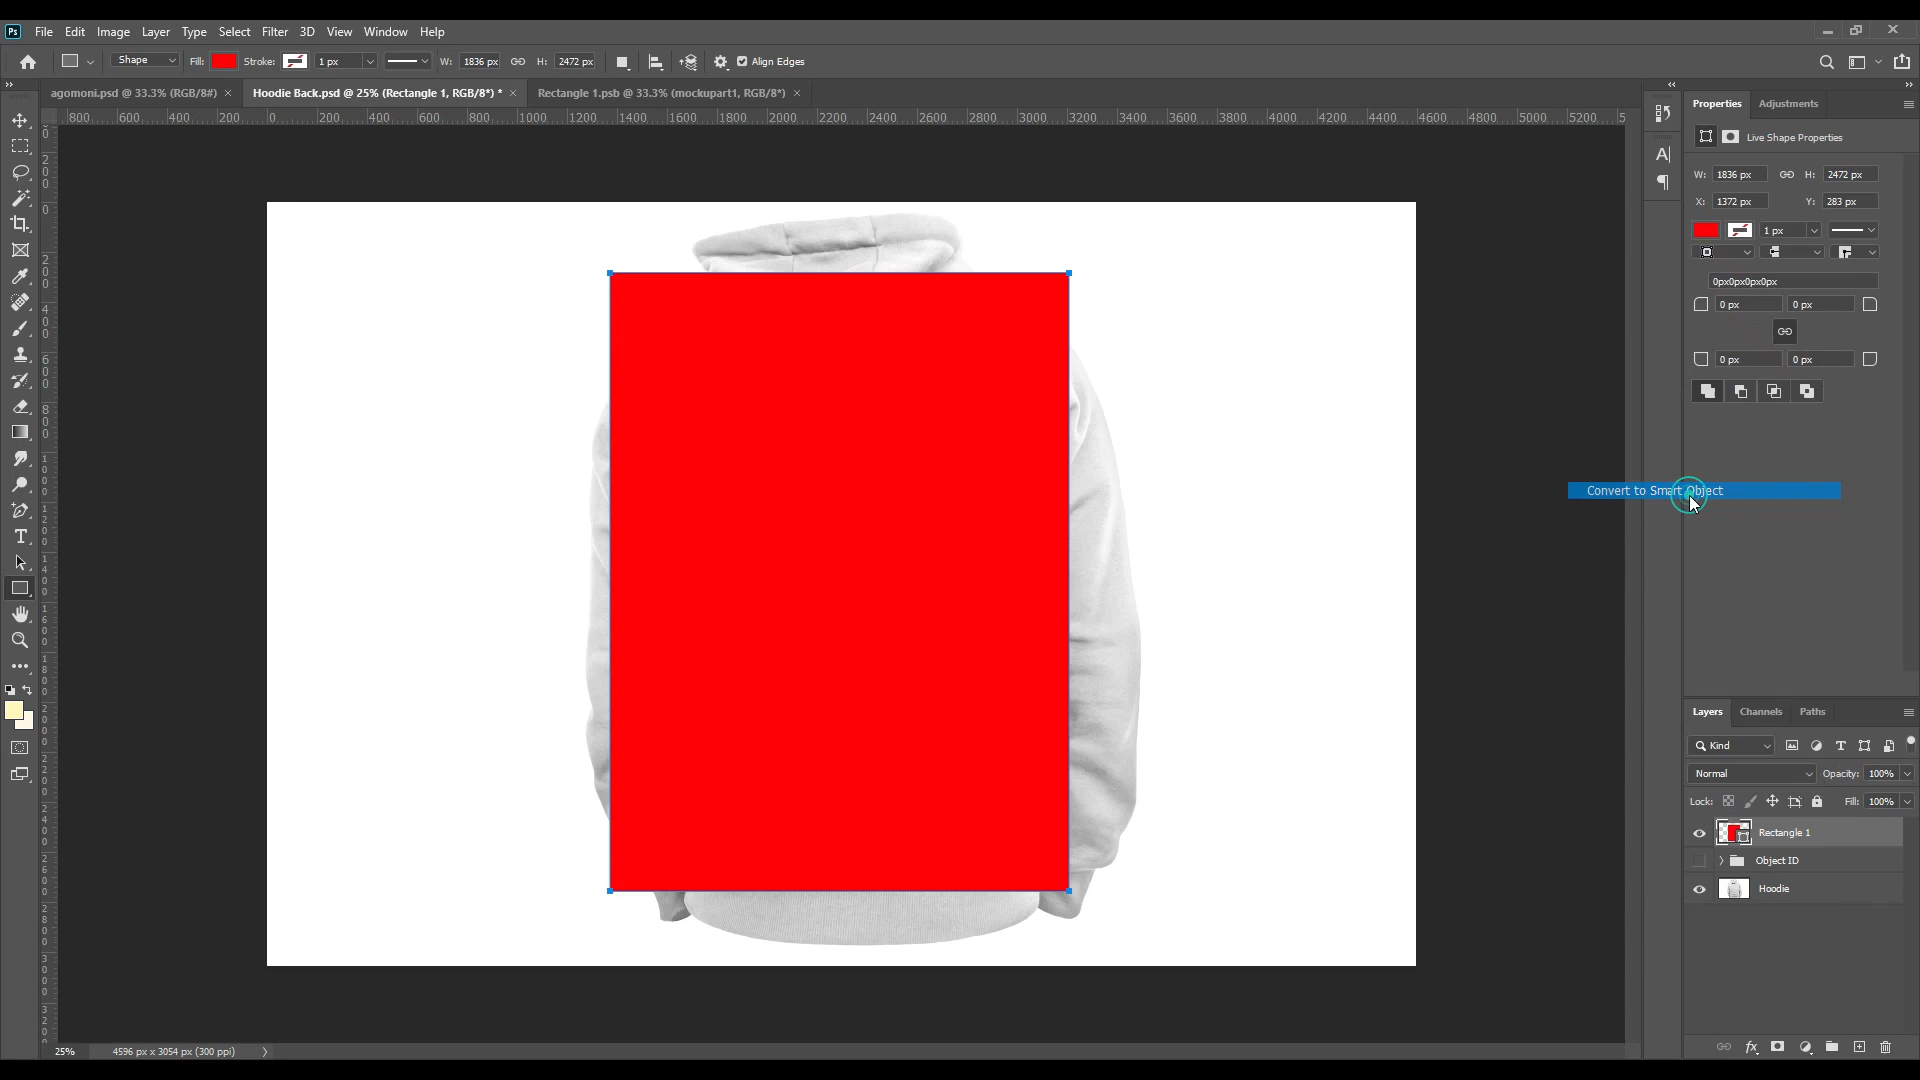 Ps File Edit Image Layer Type Select Filter 3D View Window Help
Shape Fill: Stroke: 1 px W: 1836 px H: 2472 px Align Edges
agomoni.psd @ 33.3% (RGB/8#) × Hoodie Back.psd @ 25% (Rectangle 1, RGB/8*) * × Rectangle 1.psb @ 33.3% (mockupart1, RGB/8*) ×
800 600 400 200 0 200 400 600 800 1000 1200 1400 1600 1800 2000 2200 2400 2600 2800 3000 3200 3400 3600 3800 4000 4200 4400 4600 4800 5000 5200 5
Properties Adjustments
Live Shape Properties
W: 1836 px H: 2472 px
X: 1372 px Y: 283 px
1 px
0px0px0px0px
0 px 0 px
0 px 0 px
Convert to Smart Object
Layers Channels Paths
Kind
Normal Opacity: 100%
Lock: Fill: 100%
Rectangle 1
Object ID
Hoodie
25% 4596 px x 3054 px (300 ppi)